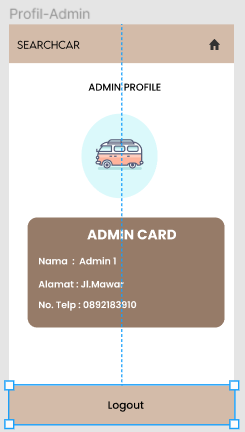 Profil-Admin
SEARCHCAR
ADMIN PROFILE
ADMIN CARD
Nama : Admin 1
Alamat : Jl.Mawar
No. Telp : 0892183910
Logout